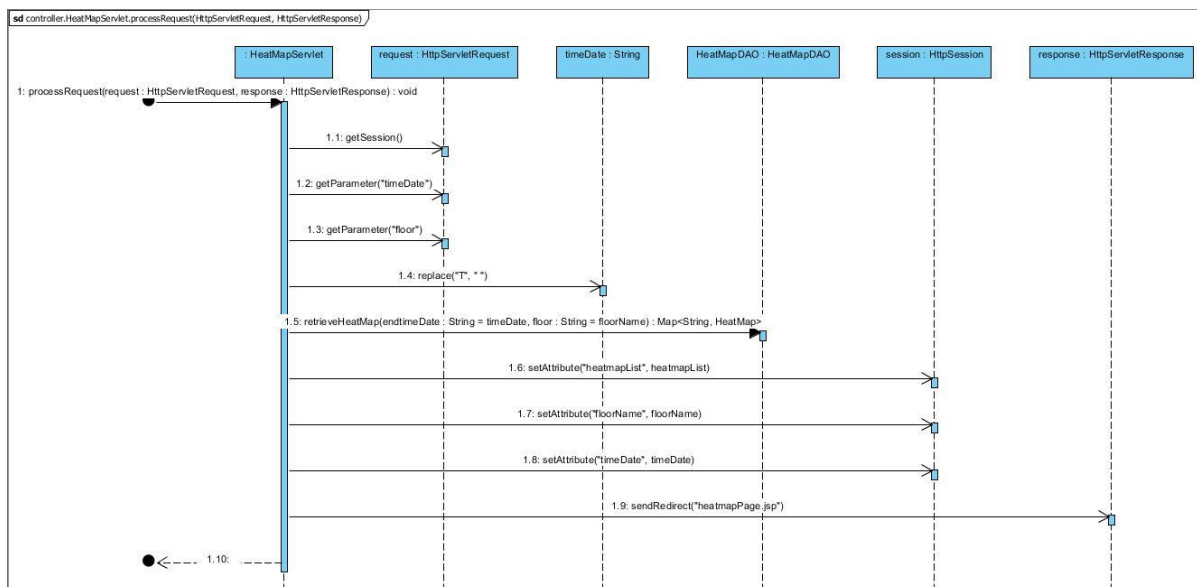 sd controller.HeatMapServlet.processRequest(HttpServletRequest, HttpServletResponse)
: HeatMapServlet
request : HttpServletRequest
timeDate : String
HeatMapDAO : HeatMapDAO
session : HttpSession
response : HttpServletResponse
1: processRequest(request : HttpServletRequest, response : HttpServletResponse) : void
1.1: getSession()
1.2: getParameter("timeDate")
1.3: getParameter("floor")
1.4: replace("T", " ")
1.5: retrieveHeatMap(endtimeDate : String = timeDate, floor : String = floorName) : Map<String, HeatMap>
1.6: setAttribute("heatmapList", heatmapList)
1.7: setAttribute("floorName", floorName)
1.8: setAttribute("timeDate", timeDate)
1.9: sendRedirect("heatmapPage.jsp")
1.10: